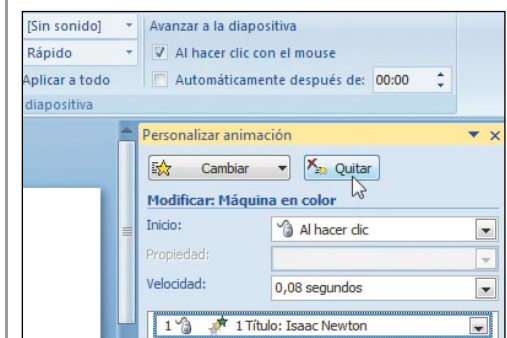 [Sin sonido]
Avanzar a la diapositiva
Rápido
Al hacer clic con el mouse
Aplicar a todo
Automáticamente después de: 00:00
diapositiva
Personalizar animación
Cambiar
Quitar
Modificar: Máquina en color
Inicio:
Al hacer clic
Propiedad:
Velocidad:
0,08 segundos
1 1 Título: Isaac Newton